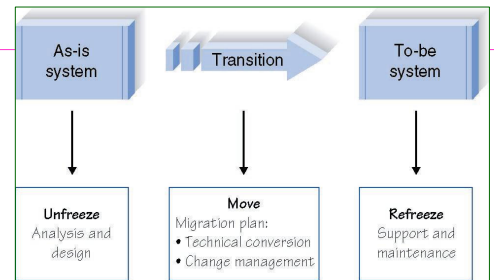 As-is
system
Transition
To-be
system
Unfreeze
Analysis and
design
Move
Migration plan:
• Technical conversion
• Change management
Refreeze
Support and
maintenance